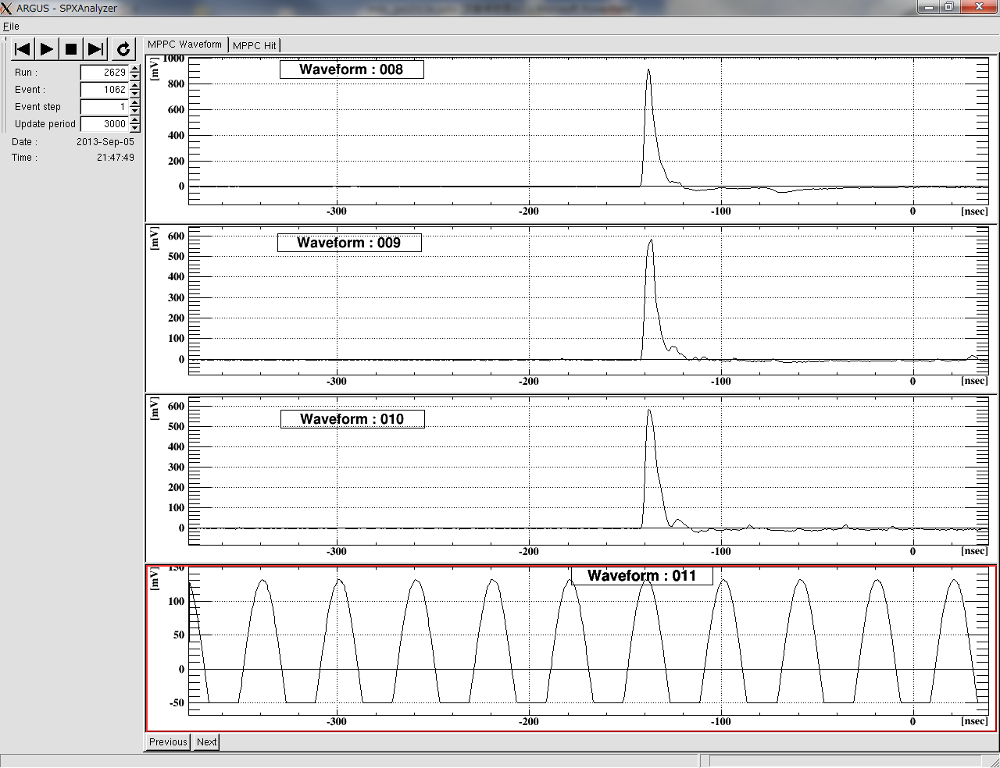 ARGUS - SPXAnalyzer
File
MPPC Waveform
MPPC Hit
Run : 2629
Event : 1062
Event step 1
Update period 3000
Date : 2013-Sep-05
Time : 21:47:49
Waveform : 008
[mV]
1000
800
600
400
200
0
-300 -200 -100 0 [nsec]
Waveform : 009
[mV]
600
500
400
300
200
100
0
-300 -200 -100 0 [nsec]
Waveform : 010
[mV]
600
500
400
300
200
100
0
-300 -200 -100 0 [nsec]
Waveform : 011
[mV]
150
100
50
0
-50
-300 -200 -100 0 [nsec]
Previous Next